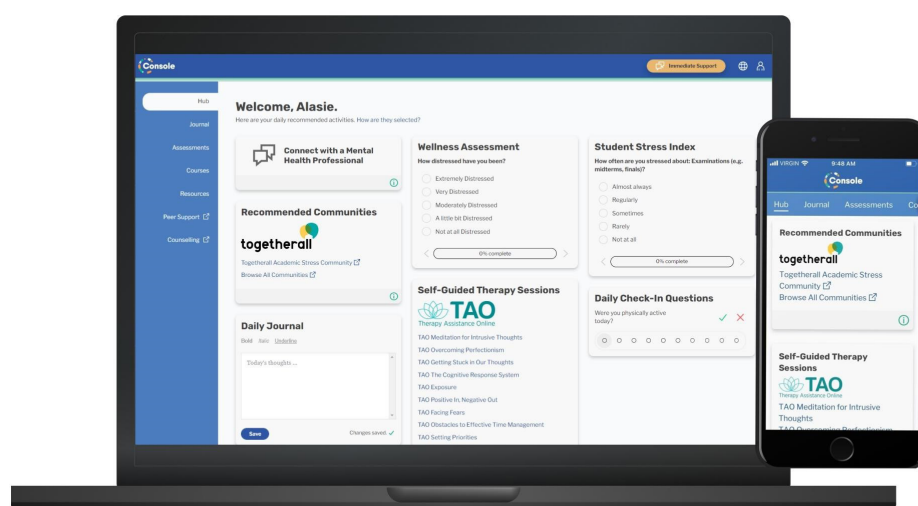 Console
Immediate Support
Hub
Journal
Assessments
Courses
Resources
Peer Support
Counselling
Welcome, Alasie.
Here are your daily recommended activities. How are they selected?
Connect with a Mental
Health Professional
Recommended Communities
togetherall
Togetherall Academic Stress Community
Browse All Communities
Daily Journal
Bold Italic Underline
Today's thoughts ...
Save
Changes saved
Wellness Assessment
How distressed have you been?
Extremely Distressed
Very Distressed
Moderately Distressed
A little bit Distressed
Not at all Distressed
0% complete
Self-Guided Therapy Sessions
TAO
Therapy Assistance Online
TAO Meditation for Intrusive Thoughts
TAO Overcoming Perfectionism
TAO Getting Stuck in Our Thoughts
TAO The Cognitive Response System
TAO Exposure
TAO Positive In, Negative Out
TAO Facing Fears
TAO Obstacles to Effective Time Management
TAO Setting Priorities
Student Stress Index
How often are you stressed about: Examinations (e.g.
midterms, finals)?
Almost always
Regularly
Sometimes
Rarely
Not at all
0% complete
Daily Check-In Questions
Were you physically active
today?
VIRGIN 9:48 AM
Console
Hub Journal Assessments Co
Recommended Communities
togetherall
Togetherall Academic Stress
Community
Browse All Communities
Self-Guided Therapy
Sessions
TAO
Therapy Assistance Online
TAO Meditation for Intrusive
Thoughts
TAO Overcoming Perfectionism